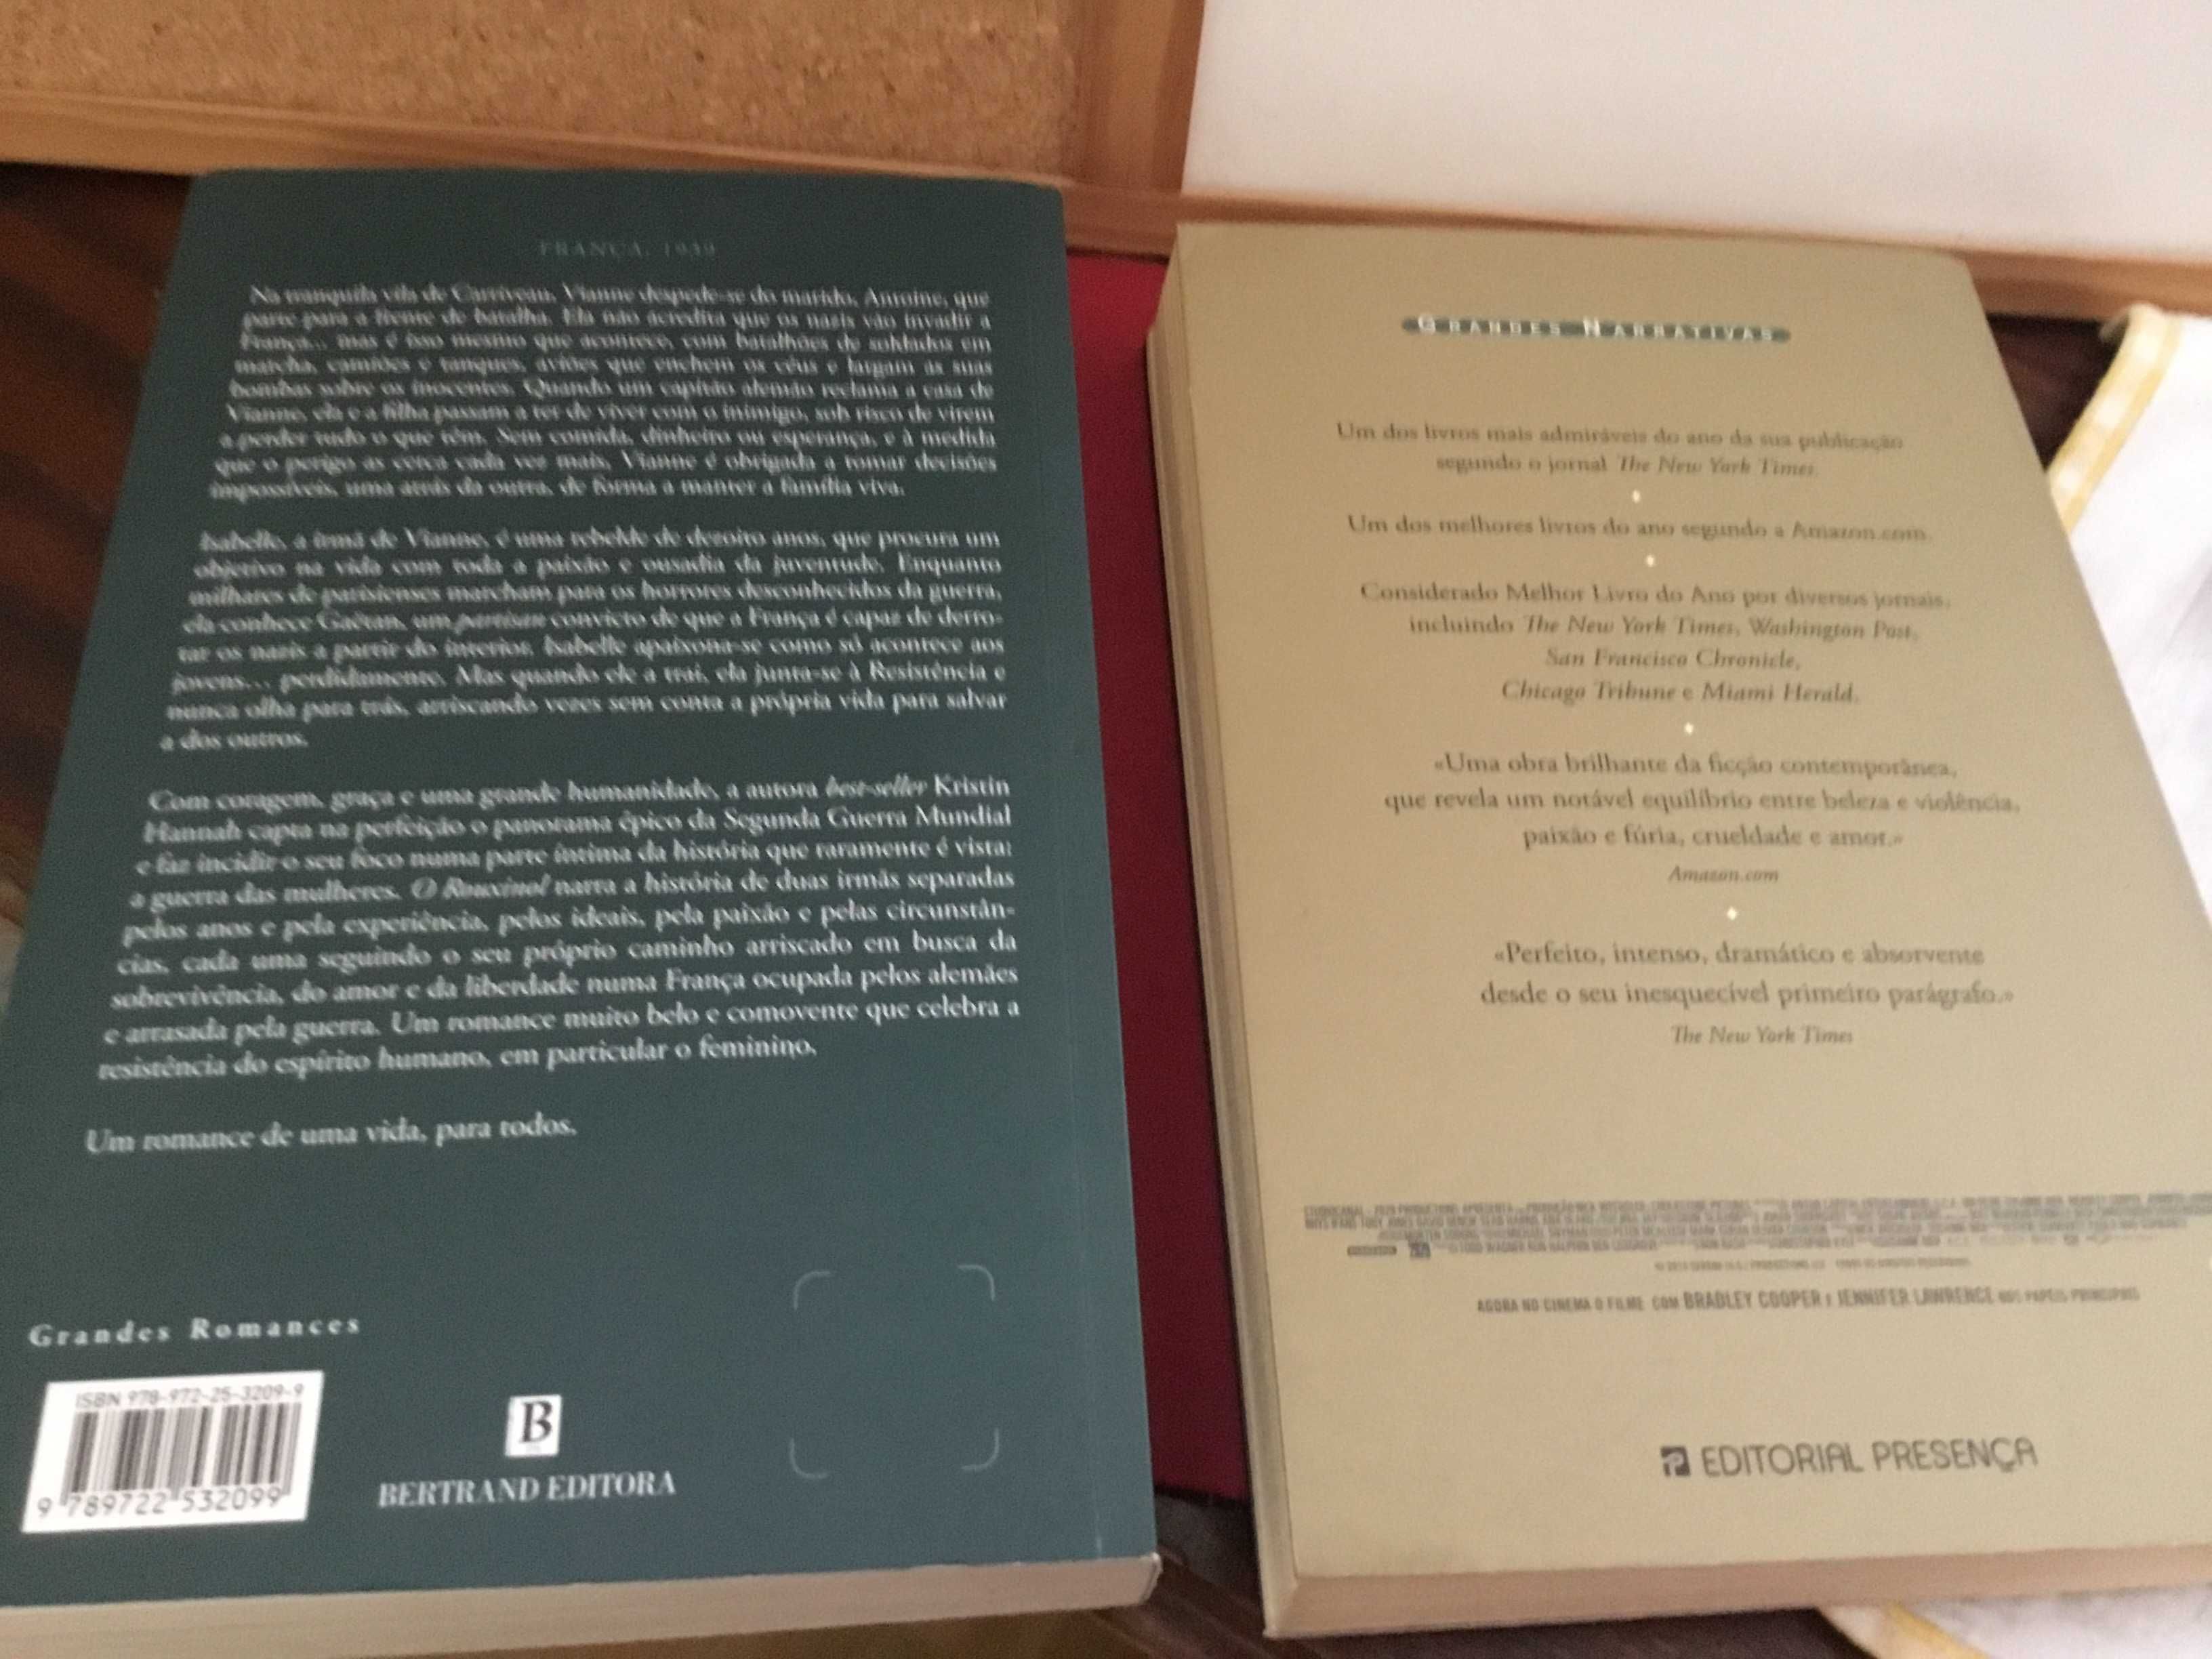 FRANÇA, 1939
Na tranquila vila de Carriveau, Vianne despede-se do marido, Antoine, que
parte para a frente de batalha. Ela não acredita que os nazis vão invadir a
França... mas é isso mesmo que acontece, com batalhões de soldados em
marcha, camiões e tanques, aviões que enchem os céus e largam as suas
bombas sobre os inocentes. Quando um capitão alemão reclama a casa de
Vianne, ela e a filha passam a ter de viver com o inimigo, sob risco de virem
a perder tudo o que têm. Sem comida, dinheiro ou esperança, e à medida
que o perigo as cerca cada vez mais, Vianne é obrigada a tomar decisões
impossíveis, uma atrás da outra, de forma a manter a família viva.
Isabelle, a irmã de Vianne, é uma rebelde de dezoito anos, que procura um
objetivo na vida com toda a paixão e ousadia da juventude. Enquanto
milhares de parisienses marcham para os horrores desconhecidos da guerra,
ela conhece Gaëtan, um partisan convicto de que a França é capaz de derro-
tar os nazis a partir do interior. Isabelle apaixona-se como só acontece aos
jovens... perdidamente. Mas quando ele a trai, ela junta-se à Resistência e
nunca olha para trás, arriscando vezes sem conta a própria vida para salvar
a dos outros.
Com coragem, graça e uma grande humanidade, a autora best-seller Kristin
Hannah capta na perfeição o panorama épico da Segunda Guerra Mundial
e faz incidir o seu foco numa parte íntima da história que raramente é vista:
a guerra das mulheres. O Rouxinol narra a história de duas irmãs separadas
pelos anos e pela experiência, pelos ideais, pela paixão e pelas circunstân-
cias, cada uma seguindo o seu próprio caminho arriscado em busca da
sobrevivência, do amor e da liberdade numa França ocupada pelos alemães
e arrasada pela guerra. Um romance muito belo e comovente que celebra a
resistência do espírito humano, em particular o feminino.
Um romance de uma vida, para todos.
Grandes Romances
ISBN 978-972-25-3209-9
9 789722 532099
B
BERTRAND EDITORA
GRANDES NARRATIVAS
Um dos livros mais admiráveis do ano da sua publicação
segundo o jornal The New York Times.
Um dos melhores livros do ano segundo a Amazon.com.
Considerado Melhor Livro do Ano por diversos jornais,
incluindo The New York Times, Washington Post,
San Francisco Chronicle,
Chicago Tribune e Miami Herald.
«Uma obra brilhante da ficção contemporânea,
que revela um notável equilíbrio entre beleza e violência,
paixão e fúria, crueldade e amor.»
Amazon.com
«Perfeito, intenso, dramático e absorvente
desde o seu inesquecível primeiro parágrafo.»
The New York Times
AGORA NO CINEMA O FILME COM BRADLEY COOPER E JENNIFER LAWRENCE NOS PAPÉIS PRINCIPAIS
EDITORIAL PRESENÇA